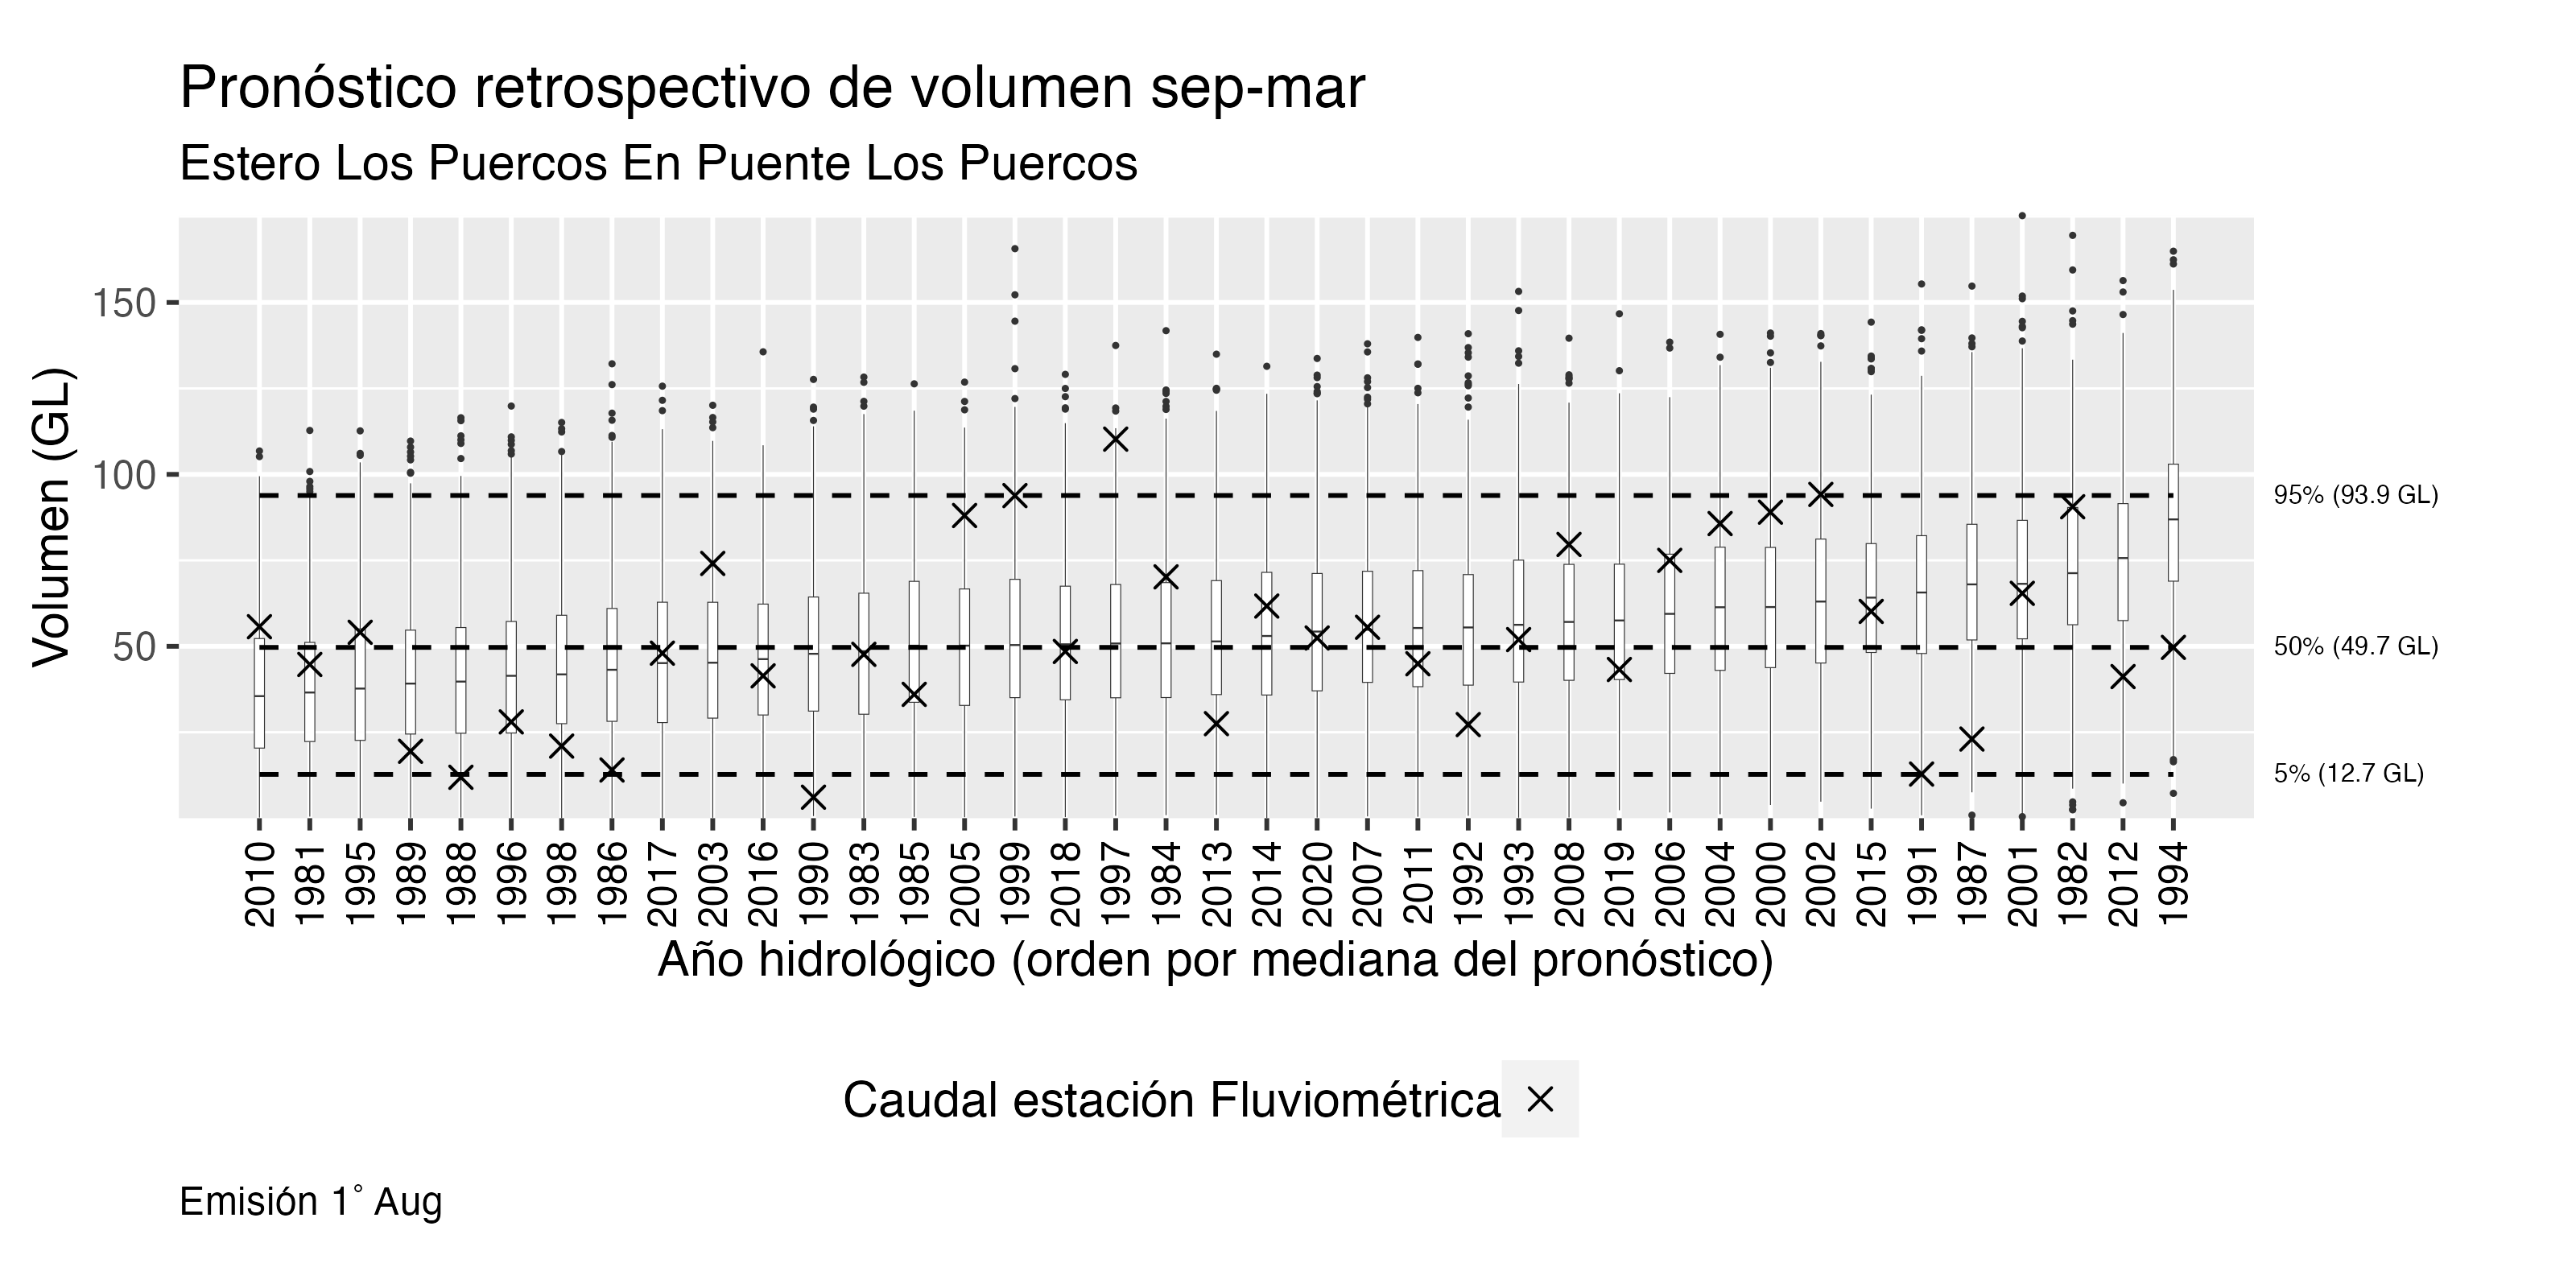 Pronóstico retrospectivo de volumen sep-mar
Estero Los Puercos En Puente Los Puercos
Volumen (GL)
150
100
50
95% (93.9 GL)
50% (49.7 GL)
5% (12.7 GL)
2010 1981 1995 1989 1988 1996 1998 1986 2017 2003 2016 1990 1983 1985 2005 1999 2018 1997 1984 2013 2014 2020 2007 2011 1992 1993 2008 2019 2006 2004 2000 2002 2015 1991 1987 2001 1982 2012 1994
Año hidrológico (orden por mediana del pronóstico)
Caudal estación Fluviométrica
Emisión 1° Aug